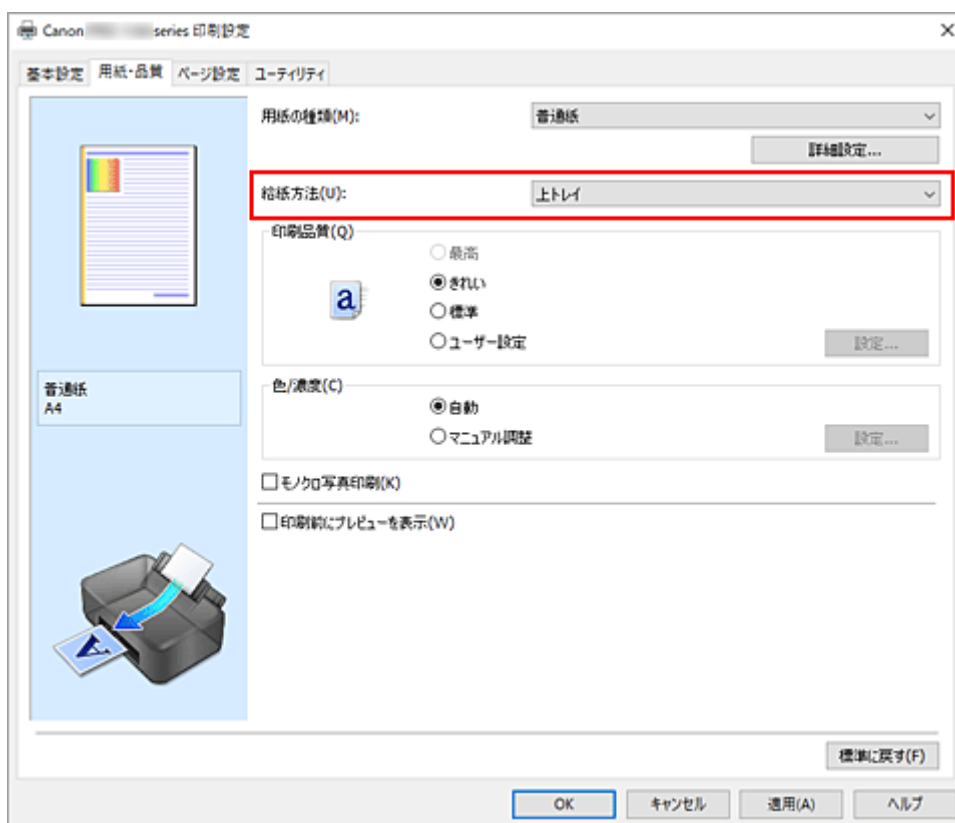 Canon series 印刷設定
基本設定 用紙・品質 ページ設定 ユーティリティ
用紙の種類(M): 普通紙
詳細設定...
給紙方法(U): 上トレイ
印刷品質(Q)
最高
a
きれい
標準
ユーザー設定 設定...
普通紙
A4
色/濃度(C)
自動
マニュアル調整 設定...
モノクロ写真印刷(K)
印刷前にプレビューを表示(W)
A
標準に戻す(F)
OK キャンセル 適用(A) ヘルプ